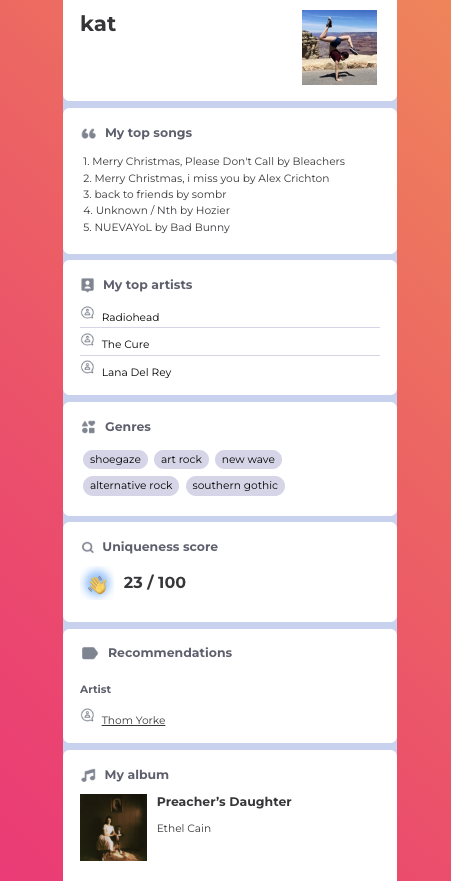 kat
My top songs
1. Merry Christmas, Please Don't Call by Bleachers
2. Merry Christmas, i miss you by Alex Crichton
3. back to friends by sombr
4. Unknown / Nth by Hozier
5. NUEVAYoL by Bad Bunny
My top artists
Radiohead
The Cure
Lana Del Rey
Genres
shoegaze art rock new wave
alternative rock southern gothic
Uniqueness score
23 / 100
Recommendations
Artist
Thom Yorke
My album
Preacher's Daughter
Ethel Cain